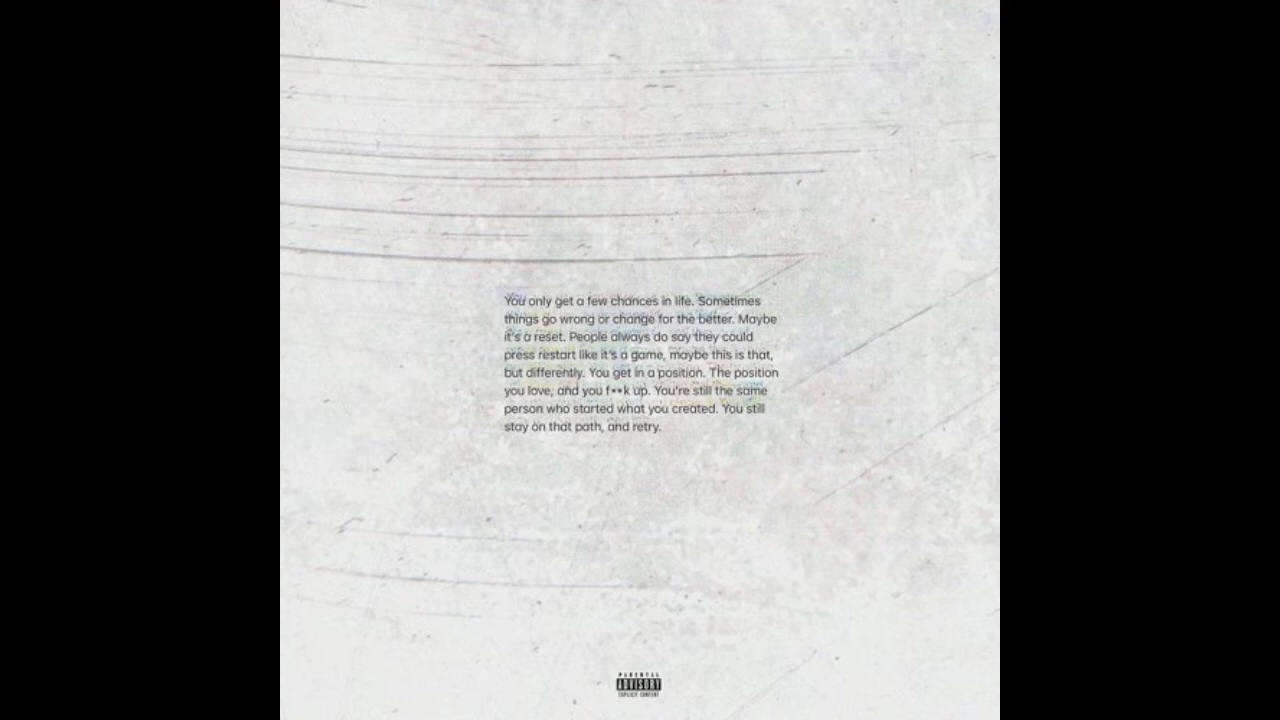 You only get a few chances in life. Sometimes
things go wrong or change for the better. Maybe
it's a reset. People always do say they could
press restart like it's a game, maybe this is that,
but differently. You get in a position. The position
you love, and you f**k up. You're still the same
person who started what you created. You still
stay on that path, and retry.
PARENTAL
ADVISORY
EXPLICIT CONTENT